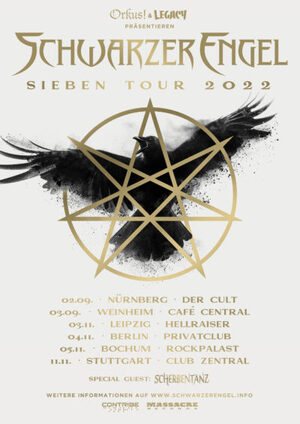 Orkus! & LEGACY
PRÄSENTIEREN
SCHWARZER ENGEL
SIEBEN TOUR 2022
02.09. · NÜRNBERG · DER CULT
03.09. · WEINHEIM · CAFÉ CENTRAL
03.11. · LEIPZIG · HELLRAISER
04.11. · BERLIN · PRIVATCLUB
05.11. · BOCHUM · ROCKPALAST
11.11. · STUTTGART · CLUB ZENTRAL
SPECIAL GUEST: SCHERBENTANZ
WEITERE INFORMATIONEN AUF WWW.SCHWARZERENGEL.INFO
MASSACRE
RECORDS